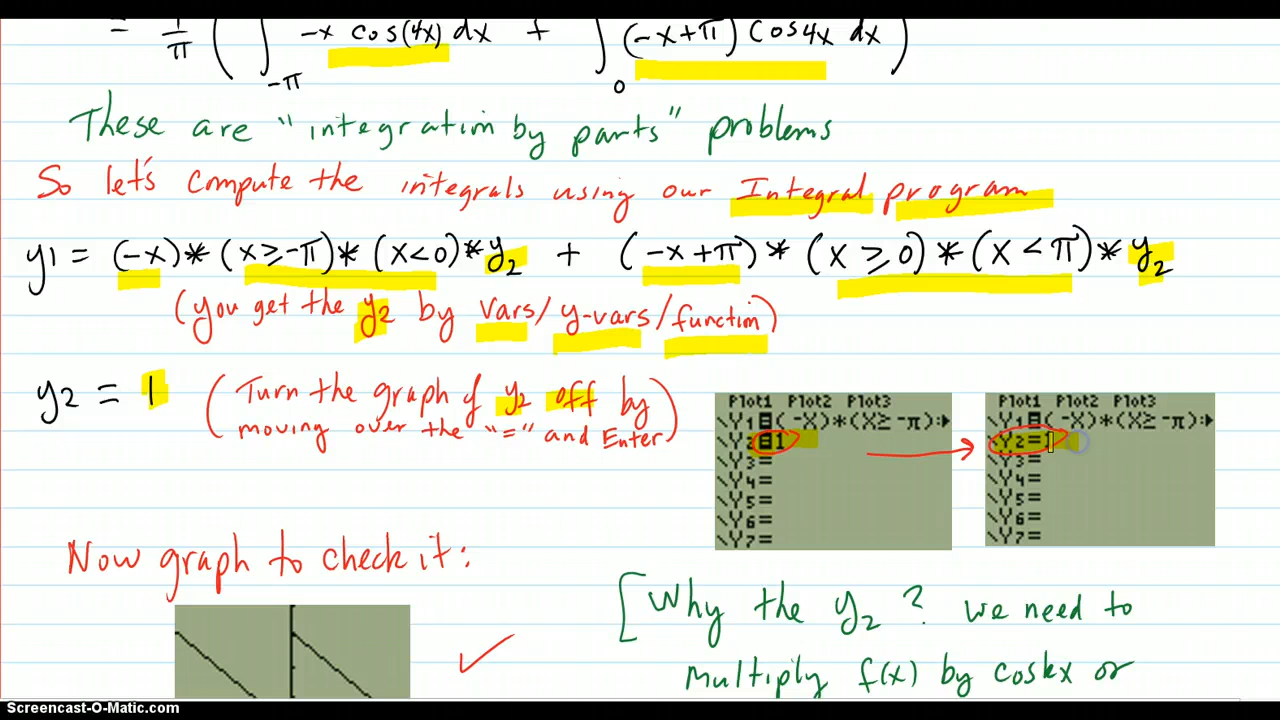 = 1/π ( ∫ -π -x cos(4x) dx + ∫ 0 (-x+π) cos4x dx )
These are "integration by parts" problems
So let's compute the integrals using our Integral program
y1 = (-x)*(x≥-π)*(x<0)*y2 + (-x+π)*(x≥0)*(x<π)*y2
(you get the y2 by vars/y-vars/function)
y2 = 1 (Turn the graph of y2 off by
moving over the "=" and Enter)
Plot1 Plot2 Plot3
\Y1=(-X)*(X≥-π)
\Y2=1
\Y3=
\Y4=
\Y5=
\Y6=
\Y7=
Plot1 Plot2 Plot3
\Y1=(-X)*(X≥-π)
\Y2=1
\Y3=
\Y4=
\Y5=
\Y6=
\Y7=
Now graph to check it:
[Why the y2? we need to
multiply f(x) by coskx or
Screencast-O-Matic.com